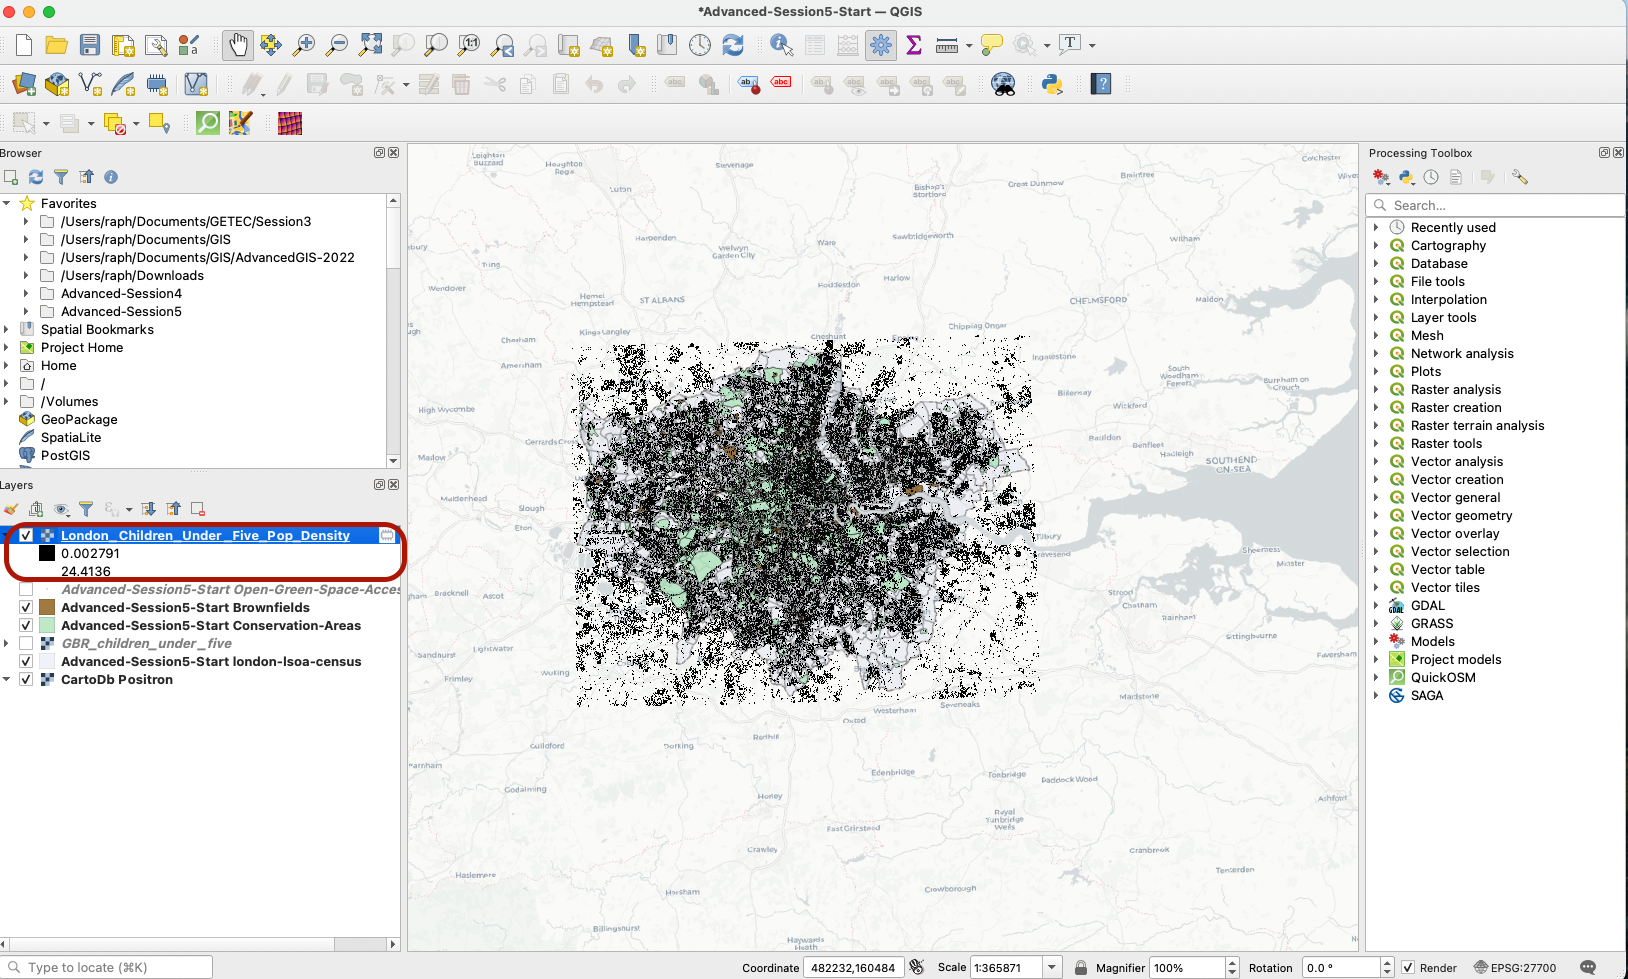 *Advanced-Session5-Start — QGIS
Browser
Favorites
/Users/raph/Documents/GETEC/Session3
/Users/raph/Documents/GIS
/Users/raph/Documents/GIS/AdvancedGIS-2022
/Users/raph/Downloads
Advanced-Session4
Advanced-Session5
Spatial Bookmarks
Project Home
Home
/
/Volumes
GeoPackage
SpatiaLite
PostGIS
Layers
London_Children_Under_Five_Pop_Density
0.002791
24.4136
Advanced-Session5-Start Open-Green-Space-Acces
Advanced-Session5-Start Brownfields
Advanced-Session5-Start Conservation-Areas
GBR_children_under_five
Advanced-Session5-Start london-lsoa-census
CartoDb Positron
Leighton
Buzzard
Houghton
Regis
Luton
Stevenage
Bishop's
Stortford
Great Dunmow
Braintree
Colchester
Harpenden
Welwyn
Garden City
Ware
Sawbridgeworth
Witham
Tring
Wendover
Hemel
Hempstead
ST ALBANS
Hoddesdon
Harlow
CHELMSFORD
Maldon
Kings Langley
Cheshunt
Chipping Ongar
Amersham
Ingatestone
South
Woodham
Ferrers
Burnham on
Crouch
Billericay
High Wycombe
Wickford
Basildon
Benfleet
Hadleigh
SOUTHEND
ON-SEA
Gerrards Cross
Marlow
Maidenhead
Slough
Tilbury
Gravesend
Sheerness
Minster
Bracknell
Ascot
Strood
Chatham
Rainham
Sittingbourne
Sandhurst
Lightwater
Woking
Frimley
Faversham
Maidstone
Westerham
Sevenoaks
Oxted
Redhill
Guildford
Dorking
Farnham
Edenbridge
Tonbridge
Paddock Wood
Godalming
Horley
Ashford
Royal
Tunbridge
Wells
East Grinstead
Haslemere
Crawley
Cranbrook
Tenterden
Horsham
Crowborough
Billingshurst
Haywards
Heath
Processing Toolbox
Search...
Recently used
Cartography
Database
File tools
Interpolation
Layer tools
Mesh
Network analysis
Plots
Raster analysis
Raster creation
Raster terrain analysis
Raster tools
Vector analysis
Vector creation
Vector general
Vector geometry
Vector overlay
Vector selection
Vector table
Vector tiles
GDAL
GRASS
Models
Project models
QuickOSM
SAGA
Type to locate (⌘K)
Coordinate 482232,160484 Scale 1:365871 Magnifier 100% Rotation 0.0 ° Render EPSG:27700